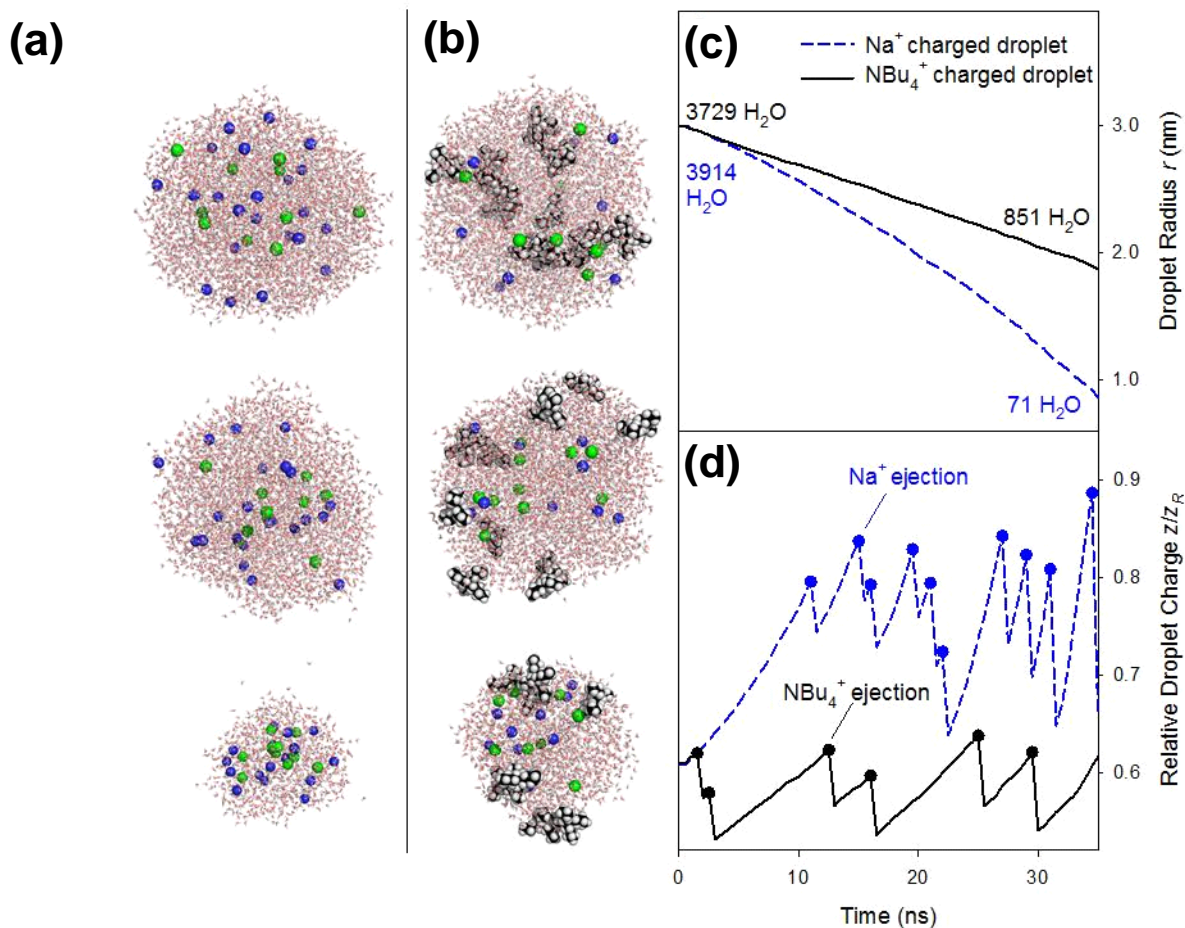 (a)
(b)
(c)
Na+ charged droplet
NBu4+ charged droplet
3729 H2O
3914
H2O
851 H2O
71 H2O
3.0
2.0
1.0
Droplet Radius r (nm)
(d)
Na+ ejection
NBu4+ ejection
0.9
0.8
0.7
0.6
Relative Droplet Charge z/zR
0
10
20
30
Time (ns)